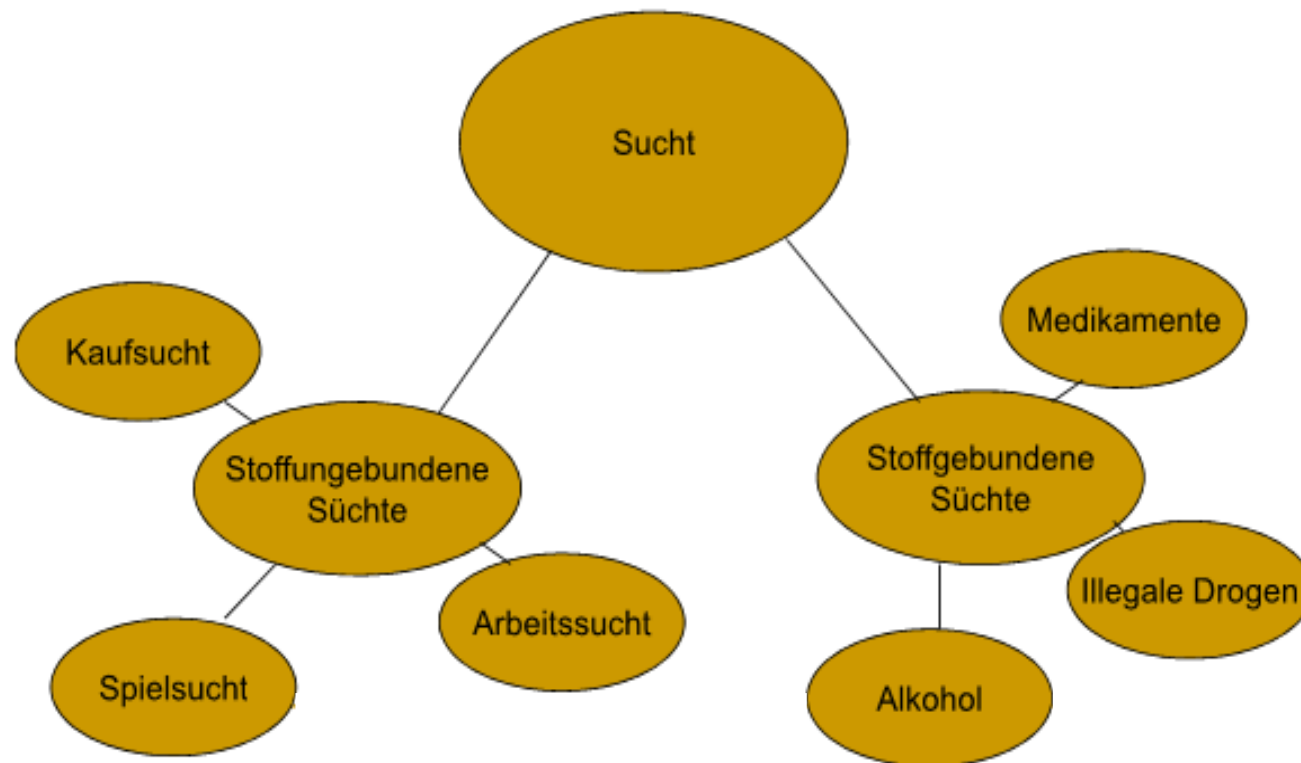 Sucht
Kaufsucht
Stoffungebundene
Süchte
Spielsucht
Arbeitssucht
Medikamente
Stoffgebundene
Süchte
Illegale Drogen
Alkohol